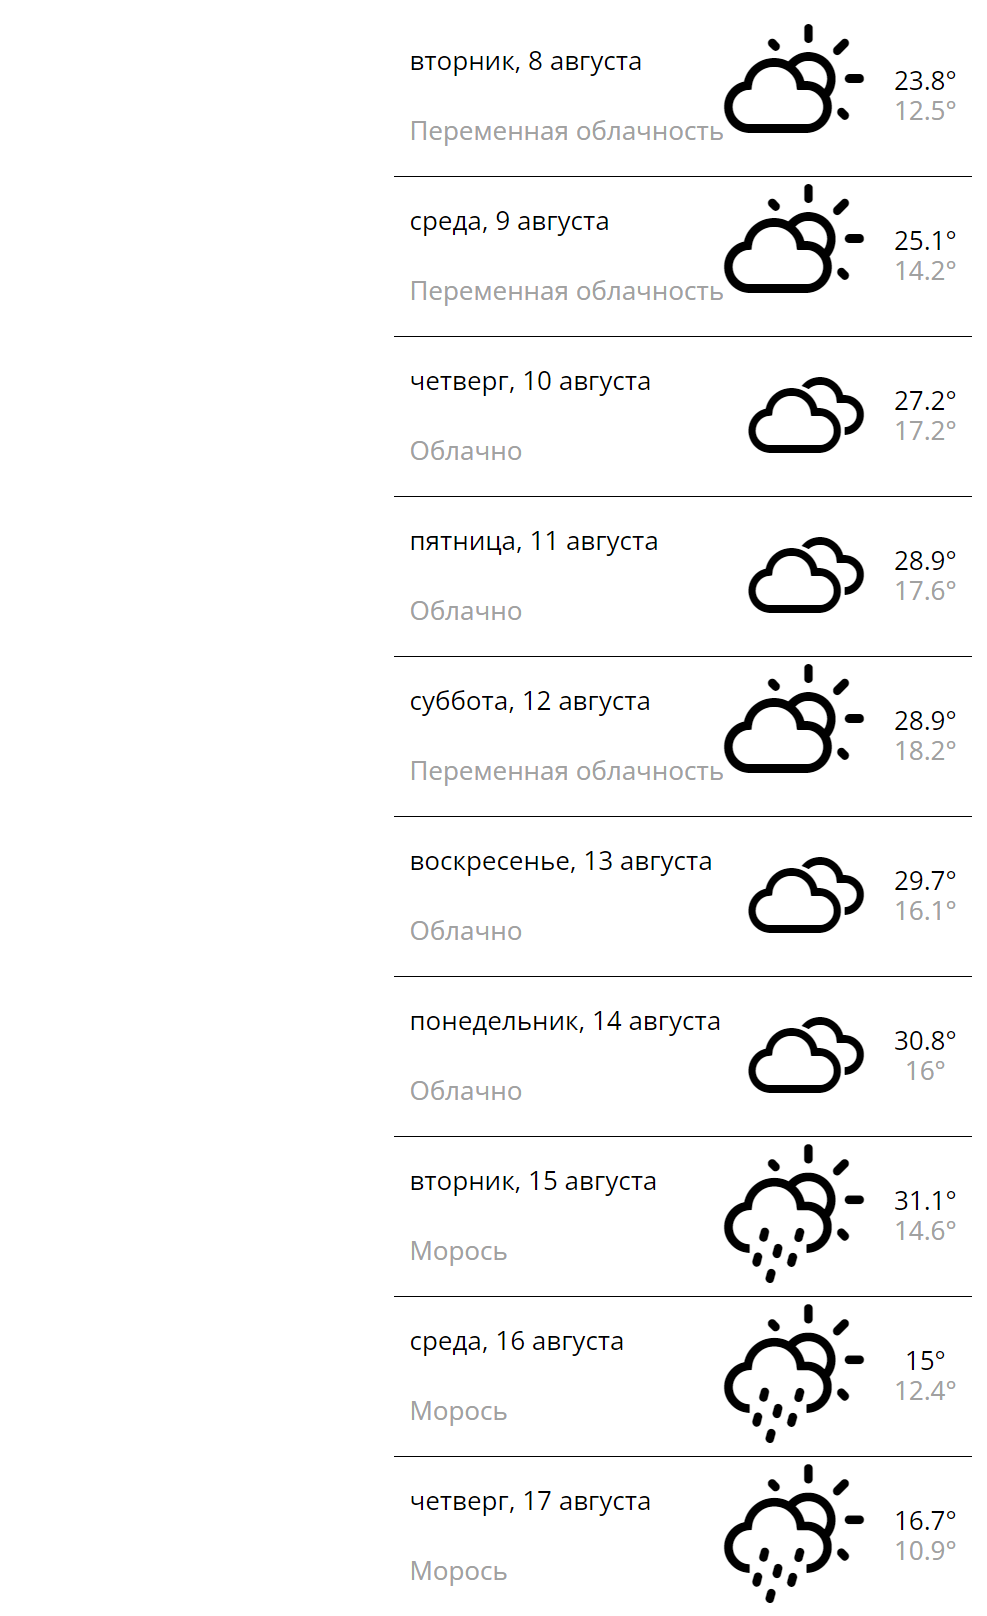 вторник, 8 августа
Переменная облачность
23.8°
12.5°
среда, 9 августа
Переменная облачность
25.1°
14.2°
четверг, 10 августа
Облачно
27.2°
17.2°
пятница, 11 августа
Облачно
28.9°
17.6°
суббота, 12 августа
Переменная облачность
28.9°
18.2°
воскресенье, 13 августа
Облачно
29.7°
16.1°
понедельник, 14 августа
Облачно
30.8°
16°
вторник, 15 августа
Морось
31.1°
14.6°
среда, 16 августа
Морось
15°
12.4°
четверг, 17 августа
Морось
16.7°
10.9°